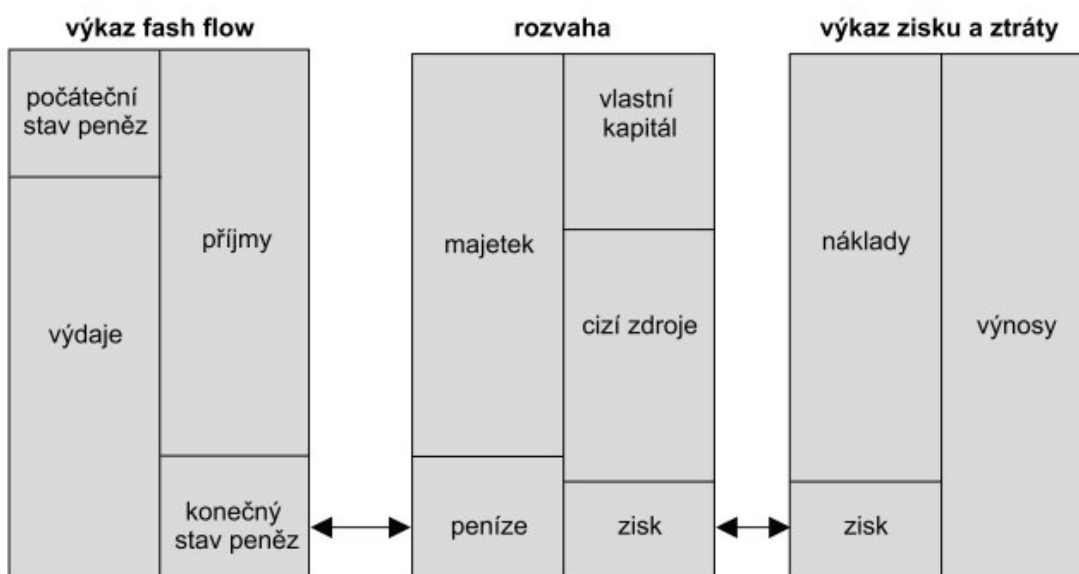 výkaz fash flow
počáteční
stav peněz
výdaje
příjmy
konečný
stav peněz
rozvaha
majetek
peníze
vlastní
kapitál
cizí zdroje
zisk
výkaz zisku a ztráty
náklady
zisk
výnosy